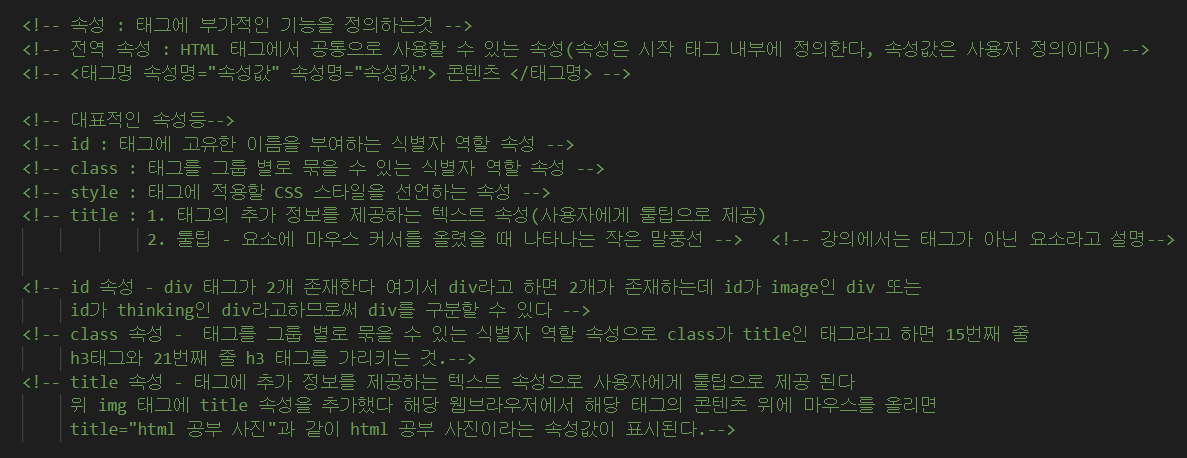 <!-- 속성 : 태그에 부가적인 기능을 정의하는것 -->
<!-- 전역 속성 : HTML 태그에서 공통으로 사용할 수 있는 속성(속성은 시작 태그 내부에 정의한다, 속성값은 사용자 정의이다) -->
<!-- <태그명 속성명="속성값" 속성명="속성값"> 콘텐츠 </태그명> -->
<!-- 대표적인 속성등-->
<!-- id : 태그에 고유한 이름을 부여하는 식별자 역할 속성 -->
<!-- class : 태그를 그룹 별로 묶을 수 있는 식별자 역할 속성 -->
<!-- style : 태그에 적용할 CSS 스타일을 선언하는 속성 -->
<!-- title : 1. 태그의 추가 정보를 제공하는 텍스트 속성(사용자에게 툴팁으로 제공)
2. 툴팁 - 요소에 마우스 커서를 올렸을 때 나타나는 작은 말풍선 --> <!-- 강의에서는 태그가 아닌 요소라고 설명-->
<!-- id 속성 - div 태그가 2개 존재한다 여기서 div라고 하면 2개가 존재하는데 id가 image인 div 또는
id가 thinking인 div라고하므로써 div를 구분할 수 있다 -->
<!-- class 속성 -  태그를 그룹 별로 묶을 수 있는 식별자 역할 속성으로 class가 title인 태그라고 하면 15번째 줄
h3태그와 21번째 줄 h3 태그를 가리키는 것.-->
<!-- title 속성 - 태그에 추가 정보를 제공하는 텍스트 속성으로 사용자에게 툴팁으로 제공 된다
위 img 태그에 title 속성을 추가했다 해당 웹브라우저에서 해당 태그의 콘텐츠 위에 마우스를 올리면
title="html 공부 사진"과 같이 html 공부 사진이라는 속성값이 표시된다.-->